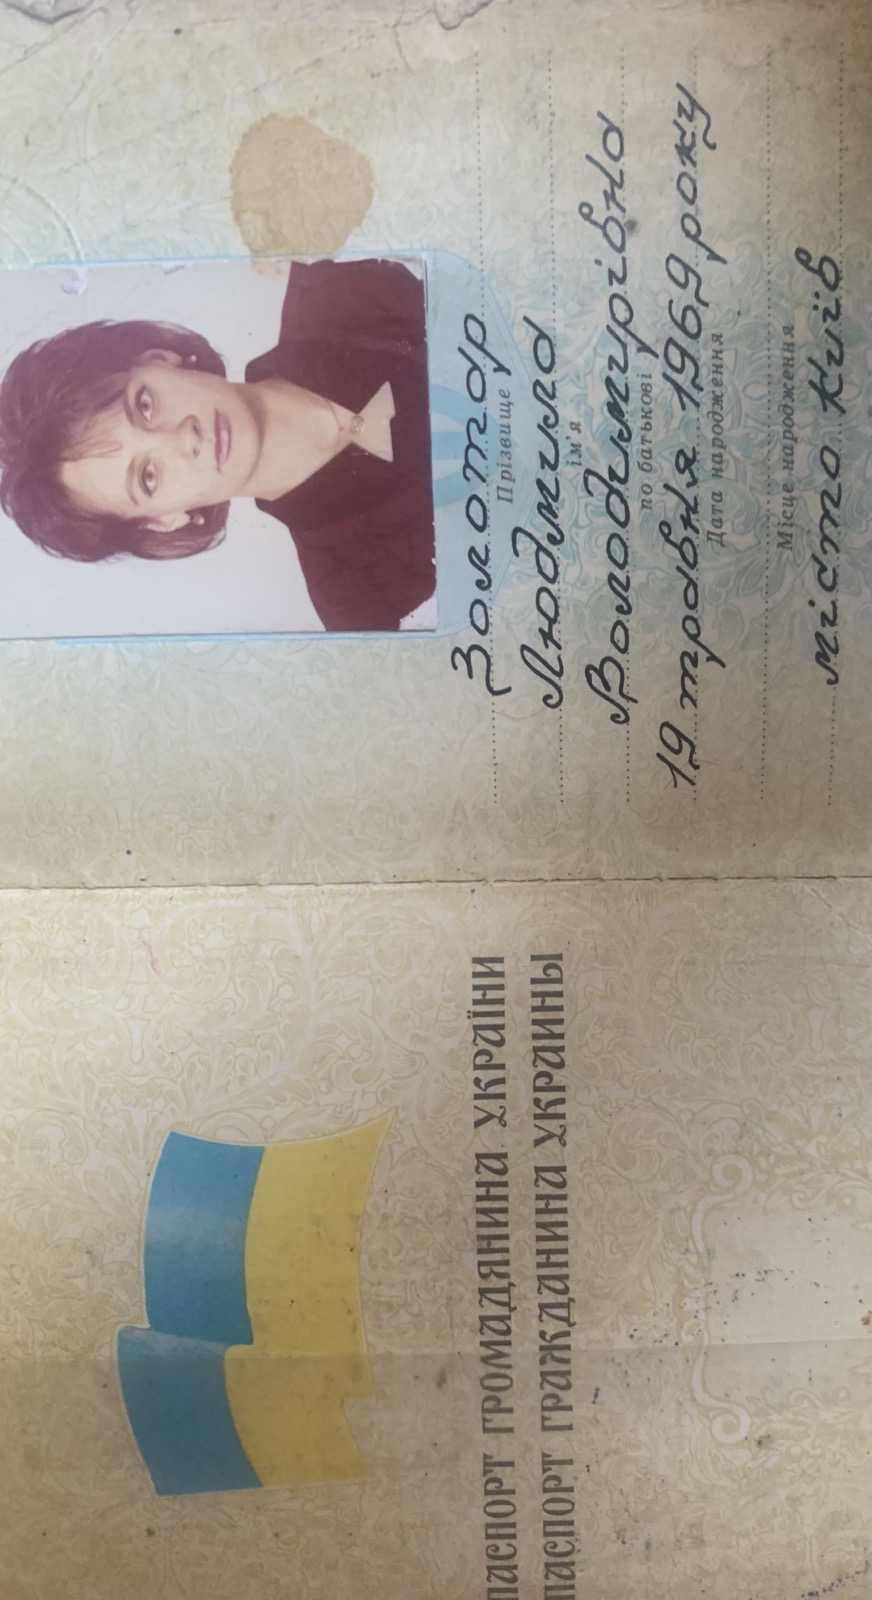 ПАСПОРТ ГРОМАДЯНИНА УКРАЇНИ
ПАСПОРТ ГРАЖДАНИНА УКРАИНЫ
Золотар
Прізвище
Людмила
ім'я
Володимирівна
по батькові
19 травня 1969 року
Дата народження
Місце народження
місто Київ